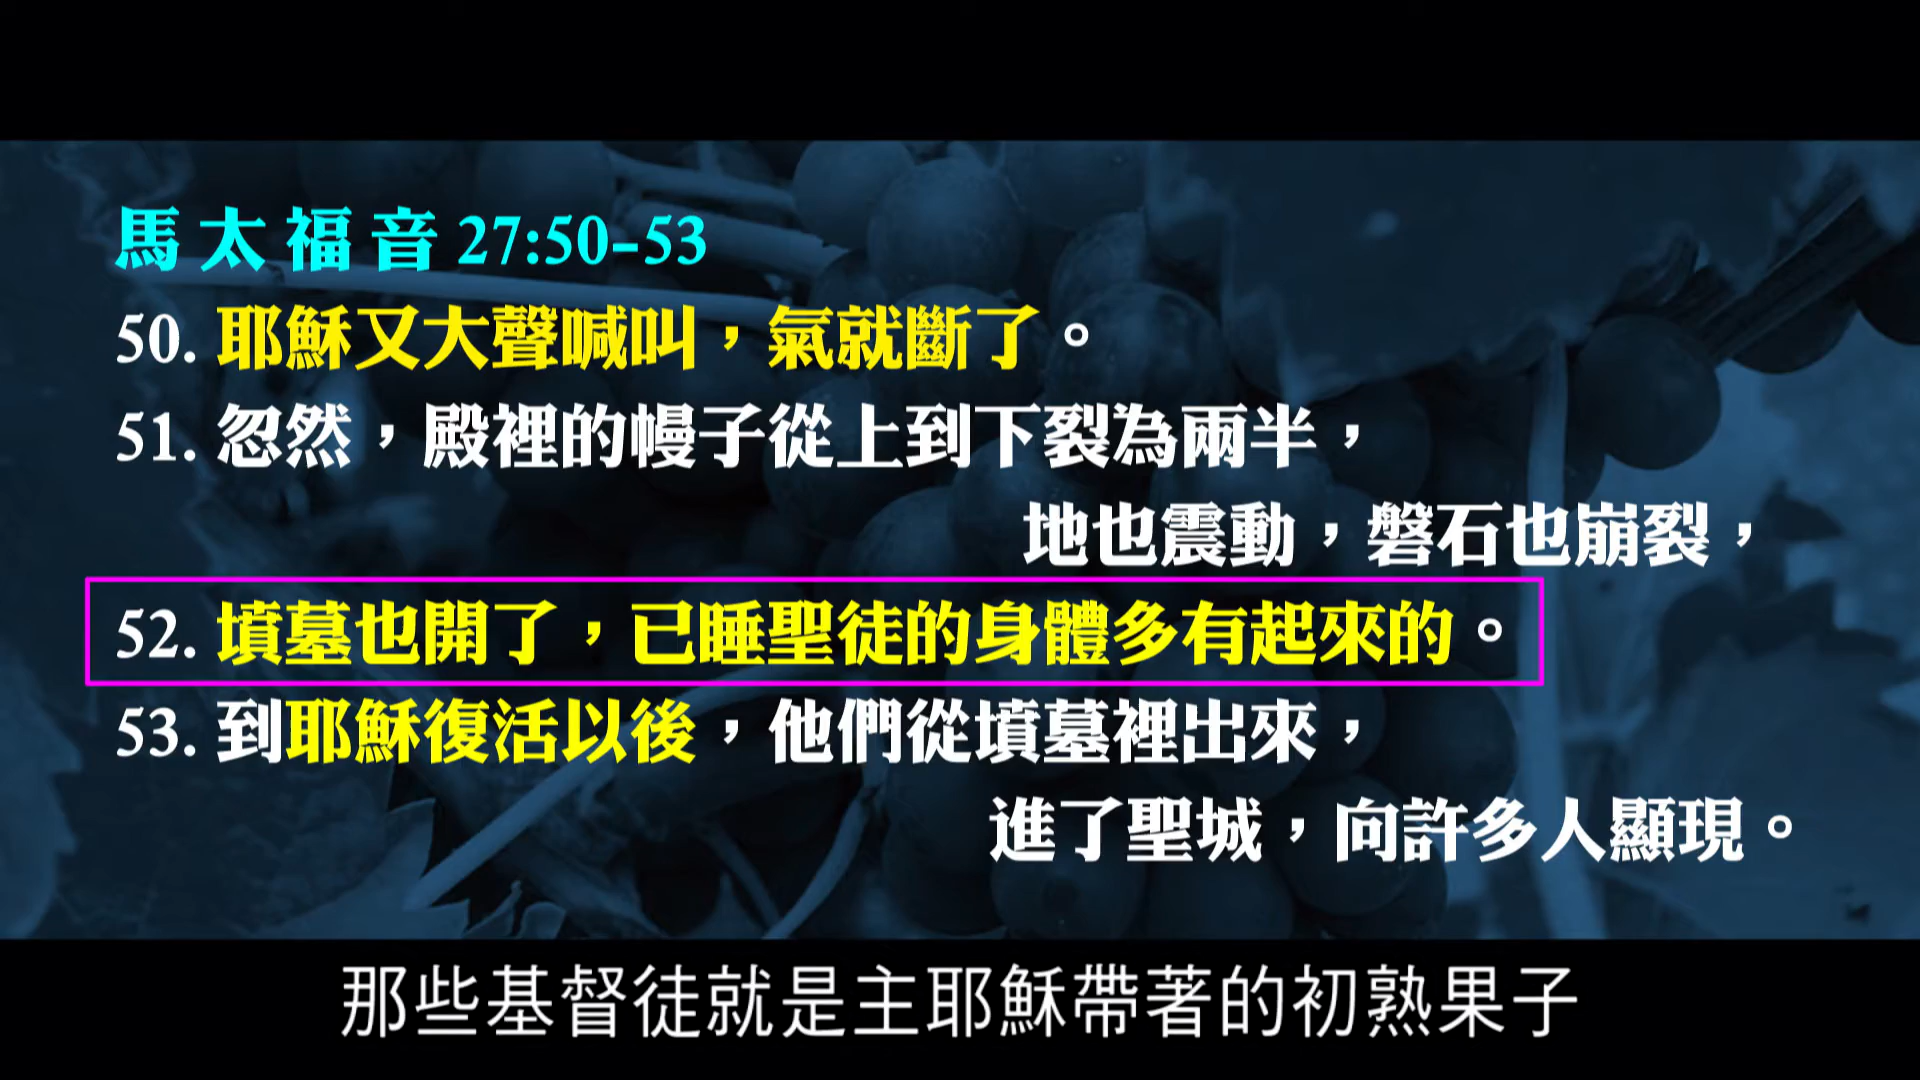 馬太福音27:50-53
50. 耶穌又大聲喊叫，氣就斷了。
51. 忽然，殿裡的幔子從上到下裂為兩半，
地也震動，磐石也崩裂，
52. 墳墓也開了，已睡聖徒的身體多有起來的。
53. 到耶穌復活以後，他們從墳墓裡出來，
進了聖城，向許多人顯現。
那些基督徒就是主耶穌帶著的初熟果子